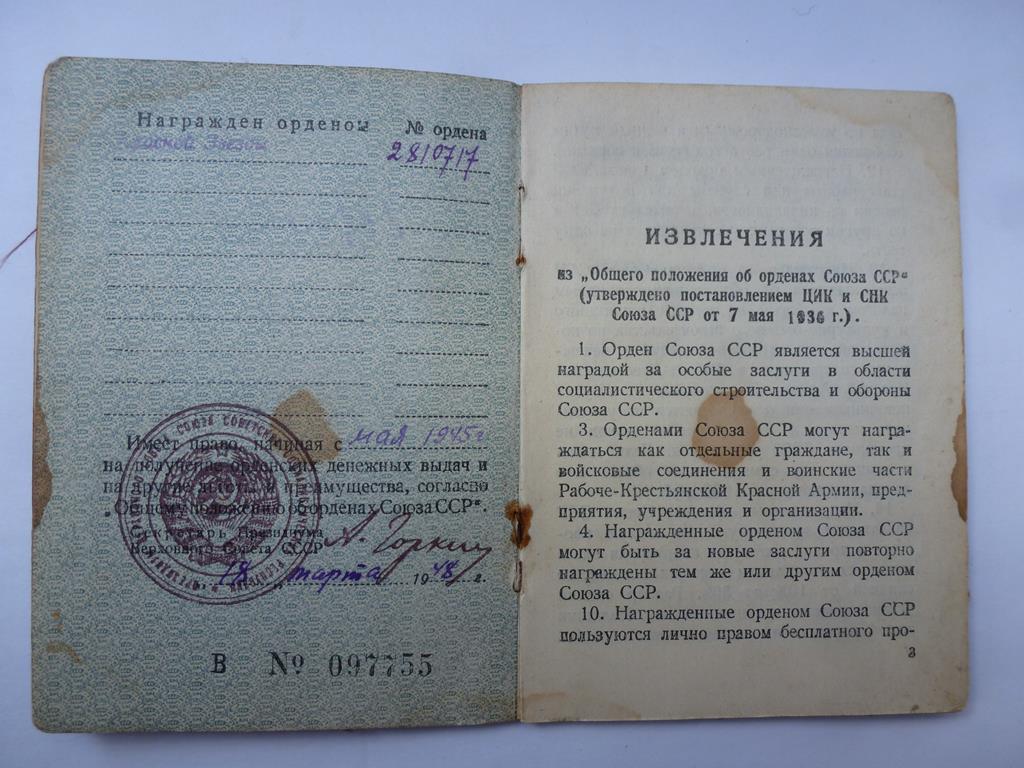 Награжден орденом № ордена
Красной Звезды 2810717
Имеет право, начиная с мая 1945 г
на получение орденских денежных выдач и
на другие льготы и преимущества, согласно
„Общему положению об орденах Союза ССР“.
Секретарь Президиума
Верховного Совета СССР А. Горкин
18 марта 1948 г.
В № 097755
ИЗВЛЕЧЕНИЯ
из „Общего положения об орденах Союза ССР“
(утверждено постановлением ЦИК и СНК
Союза ССР от 7 мая 1936 г.).
1. Орден Союза ССР является высшей
наградой за особые заслуги в области
социалистического строительства и обороны
Союза ССР.
3. Орденами Союза ССР могут награ-
ждаться как отдельные граждане, так и
войсковые соединения и воинские части
Рабоче-Крестьянской Красной Армии, пред-
приятия, учреждения и организации.
4. Награжденные орденом Союза ССР
могут быть за новые заслуги повторно
награждены тем же или другим орденом
Союза ССР.
10. Награжденные орденом Союза ССР
пользуются лично правом бесплатного про-
3